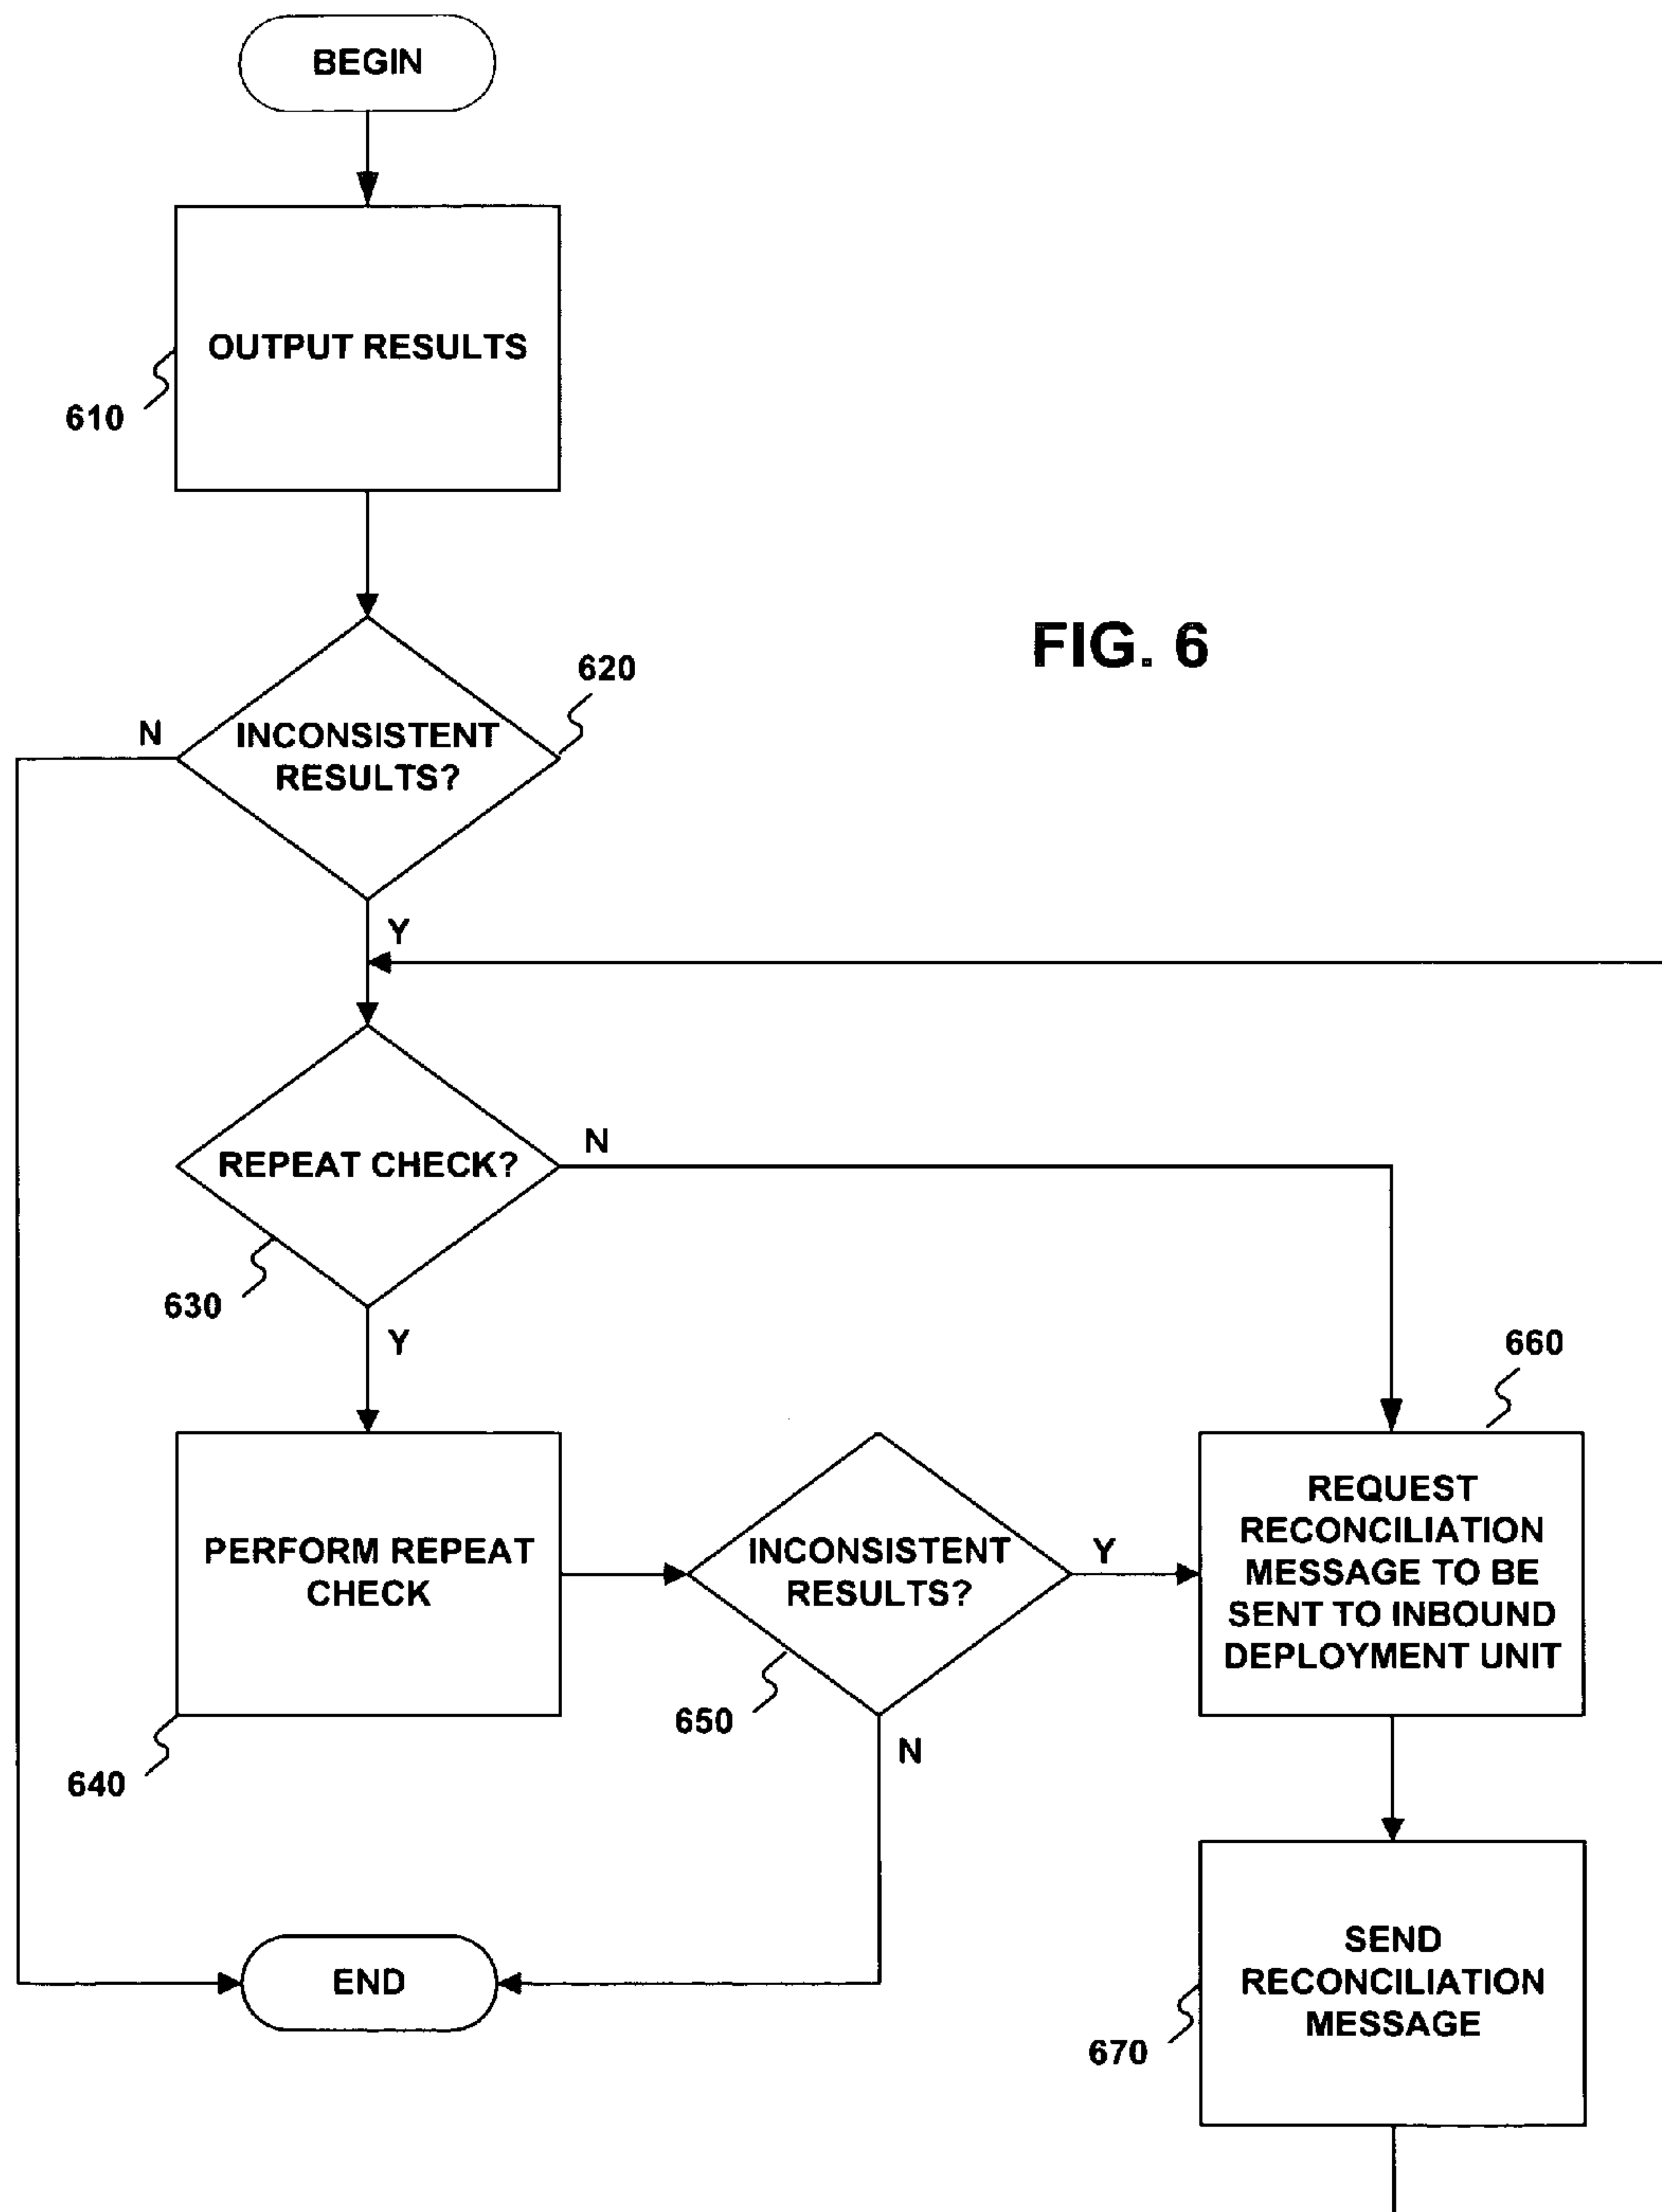 BEGIN
OUTPUT RESULTS
610
FIG. 6
620
N
INCONSISTENT
RESULTS?
Y
REPEAT CHECK?
N
630
Y
660
PERFORM REPEAT
CHECK
640
INCONSISTENT
RESULTS?
Y
650
N
REQUEST
RECONCILIATION
MESSAGE TO BE
SENT TO INBOUND
DEPLOYMENT UNIT
END
SEND
RECONCILIATION
MESSAGE
670